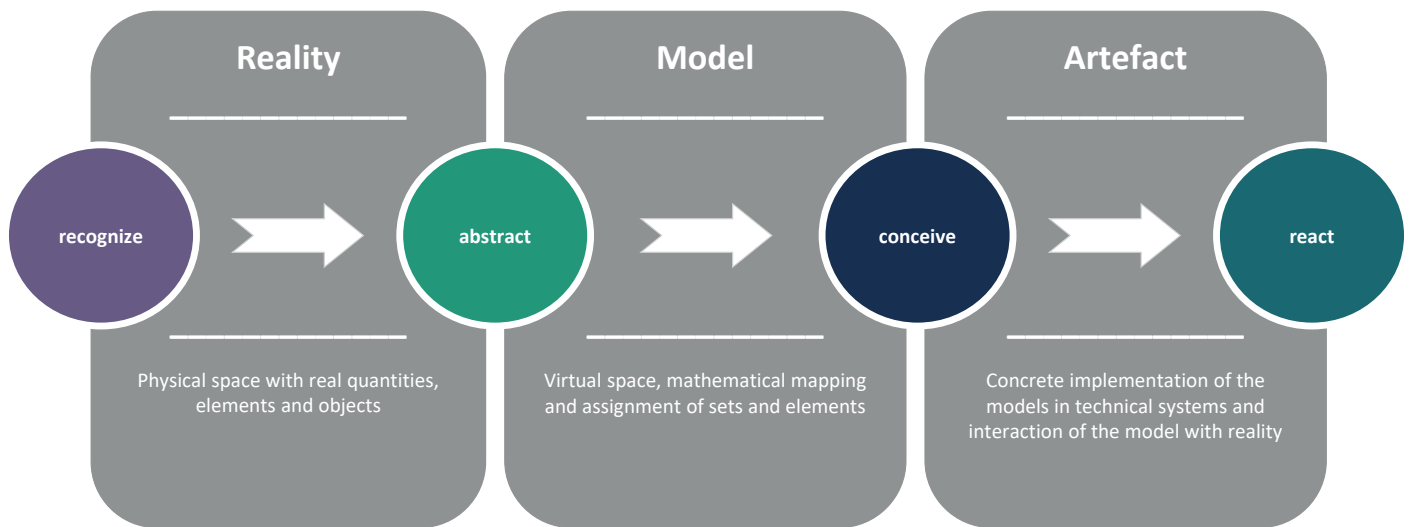 Reality
Model
Artefact
recognize
abstract
conceive
react
Physical space with real quantities,
elements and objects
Virtual space, mathematical mapping
and assignment of sets and elements
Concrete implementation of the
models in technical systems and
interaction of the model with reality